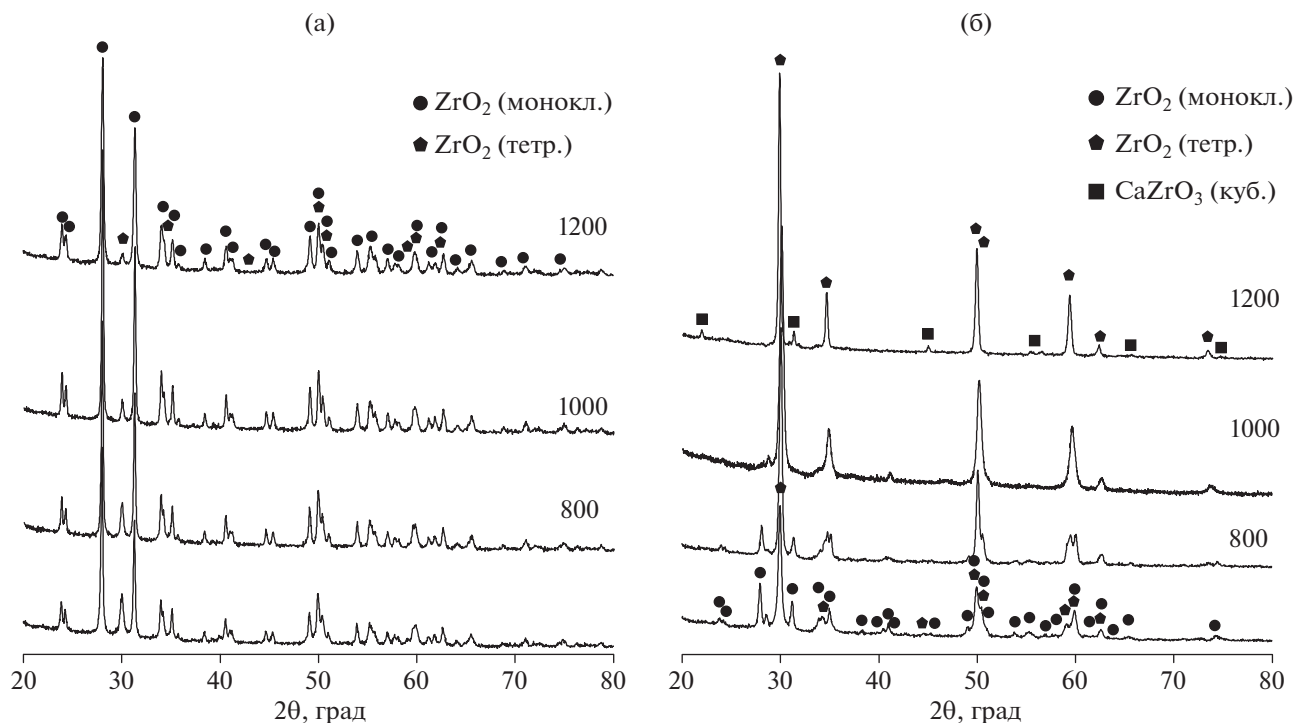 (а)
ZrO₂ (монокл.)
ZrO₂ (тетр.)
1200
1000
800
20 30 40 50 60 70 80
2θ, град
(б)
ZrO₂ (монокл.)
ZrO₂ (тетр.)
CaZrO₃ (куб.)
1200
1000
800
20 30 40 50 60 70 80
2θ, град